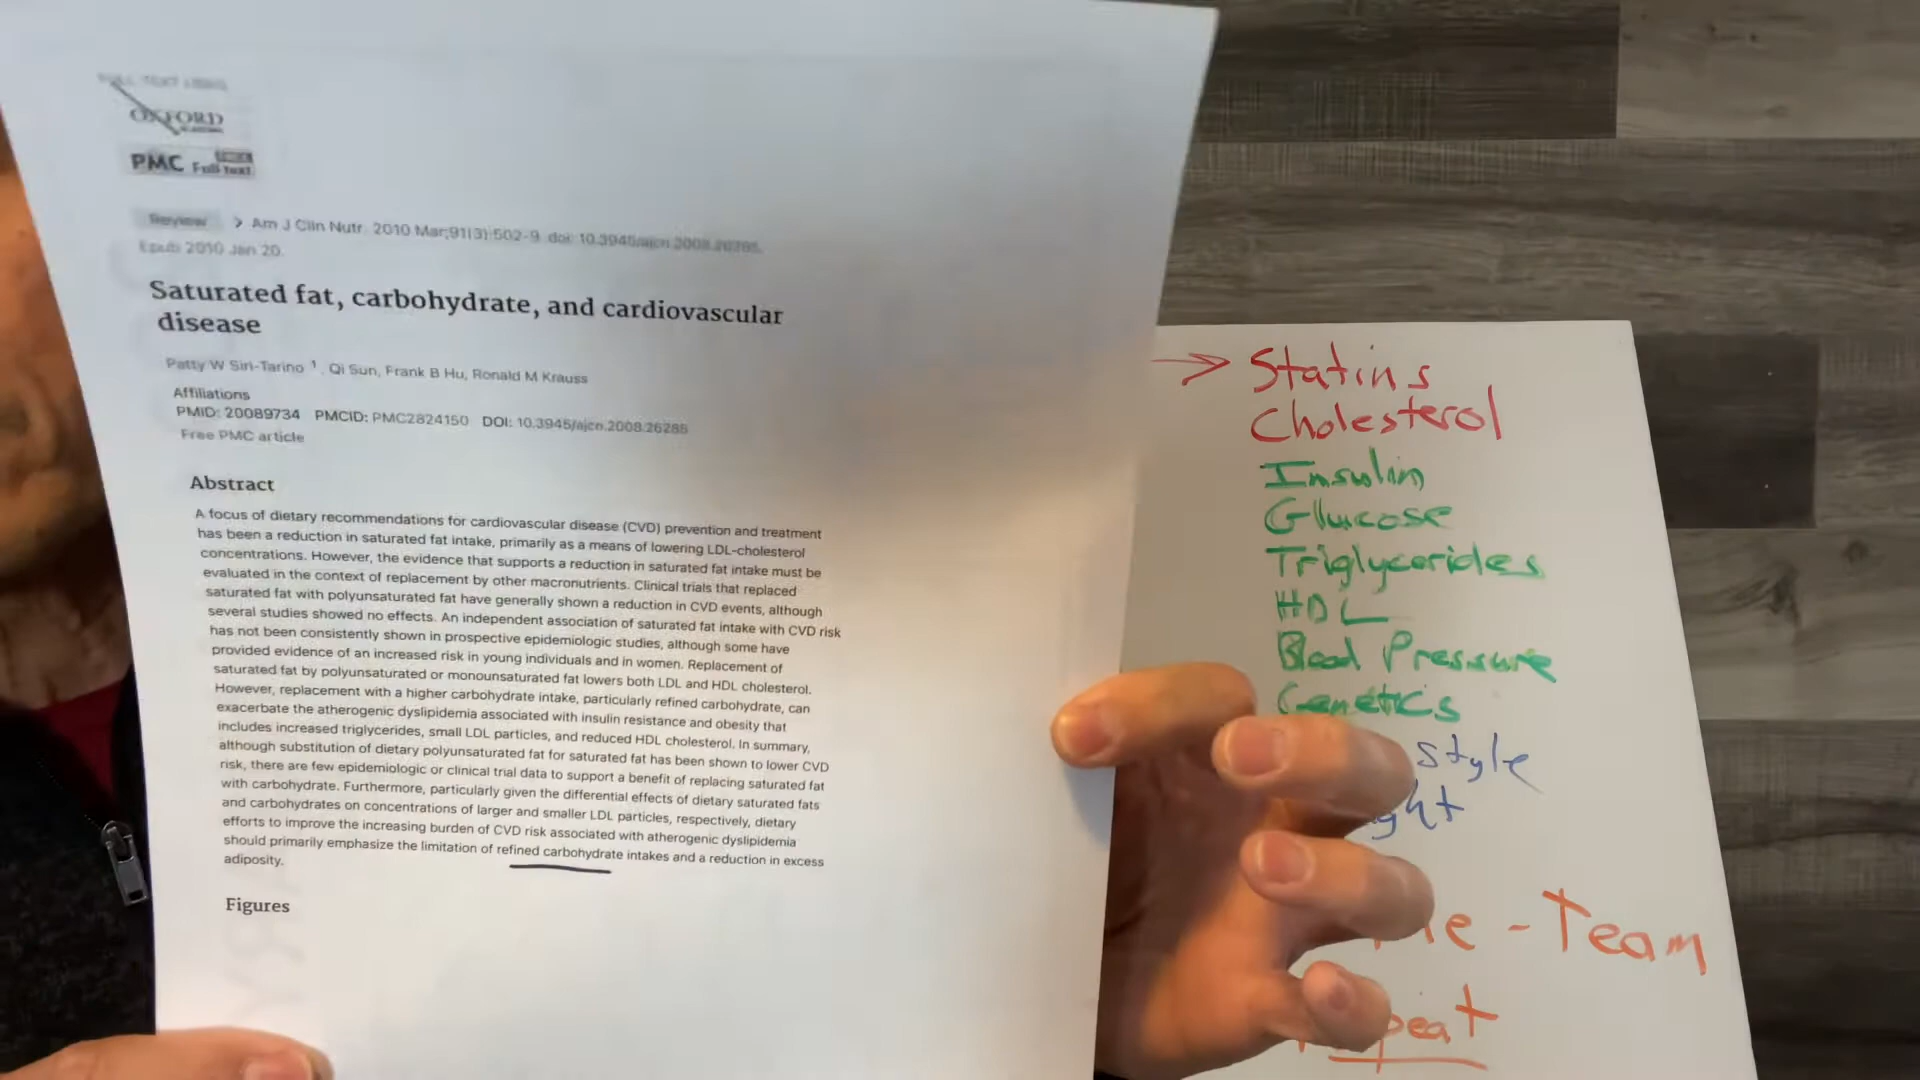 FULL TEXT LINKS
OXFORD
PMC Full text
Review > Am J Clin Nutr. 2010 Mar;91(3):502-9. doi: 10.3945/ajcn.2008.26285.
Epub 2010 Jan 20.
Saturated fat, carbohydrate, and cardiovascular
disease
Patty W Siri-Tarino 1, Qi Sun, Frank B Hu, Ronald M Krauss
Affiliations
PMID: 20089734 PMCID: PMC2824150 DOI: 10.3945/ajcn.2008.26285
Free PMC article
Abstract
A focus of dietary recommendations for cardiovascular disease (CVD) prevention and treatment
has been a reduction in saturated fat intake, primarily as a means of lowering LDL-cholesterol
concentrations. However, the evidence that supports a reduction in saturated fat intake must be
evaluated in the context of replacement by other macronutrients. Clinical trials that replaced
saturated fat with polyunsaturated fat have generally shown a reduction in CVD events, although
several studies showed no effects. An independent association of saturated fat intake with CVD risk
has not been consistently shown in prospective epidemiologic studies, although some have
provided evidence of an increased risk in young individuals and in women. Replacement of
saturated fat by polyunsaturated or monounsaturated fat lowers both LDL and HDL cholesterol.
However, replacement with a higher carbohydrate intake, particularly refined carbohydrate, can
exacerbate the atherogenic dyslipidemia associated with insulin resistance and obesity that
includes increased triglycerides, small LDL particles, and reduced HDL cholesterol. In summary,
although substitution of dietary polyunsaturated fat for saturated fat has been shown to lower CVD
risk, there are few epidemiologic or clinical trial data to support a benefit of replacing saturated fat
with carbohydrate. Furthermore, particularly given the differential effects of dietary saturated fats
and carbohydrates on concentrations of larger and smaller LDL particles, respectively, dietary
efforts to improve the increasing burden of CVD risk associated with atherogenic dyslipidemia
should primarily emphasize the limitation of refined carbohydrate intakes and a reduction in excess
adiposity.
Figures
→ Statins
Cholesterol
Insulin
Glucose
Triglycerides
HDL
Blood Pressure
Genetics
style
- Team